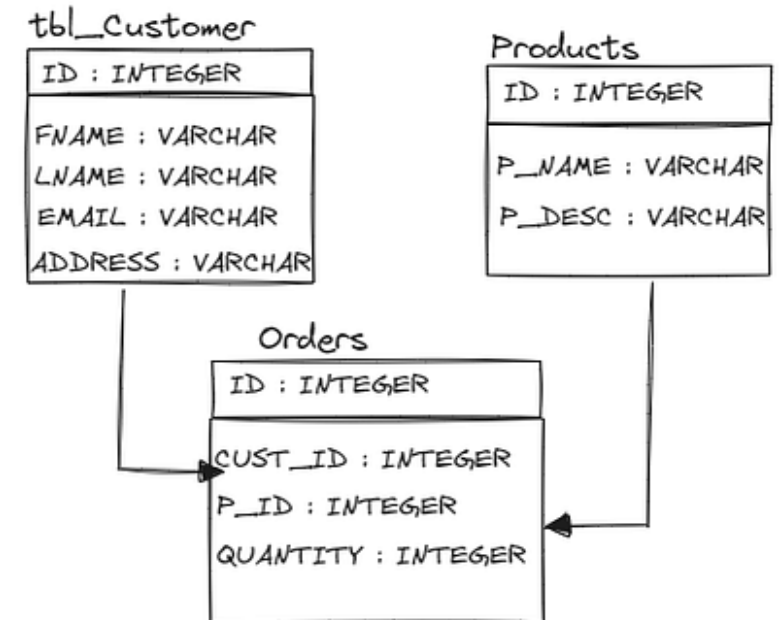 tbl_Customer
ID : INTEGER
FNAME : VARCHAR
LNAME : VARCHAR
EMAIL : VARCHAR
ADDRESS : VARCHAR
Products
ID : INTEGER
P_NAME : VARCHAR
P_DESC : VARCHAR
Orders
ID : INTEGER
CUST_ID : INTEGER
P_ID : INTEGER
QUANTITY : INTEGER